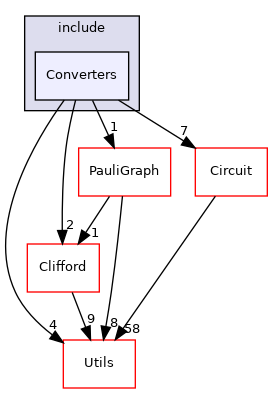 include
Converters
1
7
PauliGraph
Circuit
2
1
Clifford
4
9
8
58
Utils